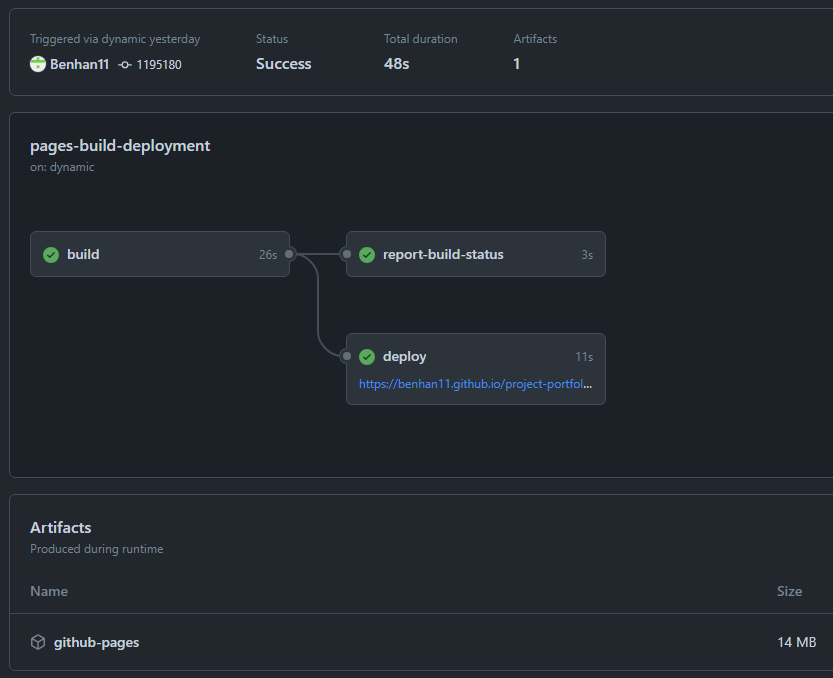 Triggered via dynamic yesterday
Benhan11 1195180
Status
Success
Total duration
48s
Artifacts
1
pages-build-deployment
on: dynamic
build 26s
report-build-status 3s
deploy 11s
https://benhan11.github.io/project-portfol...
Artifacts
Produced during runtime
Name Size
github-pages 14 MB